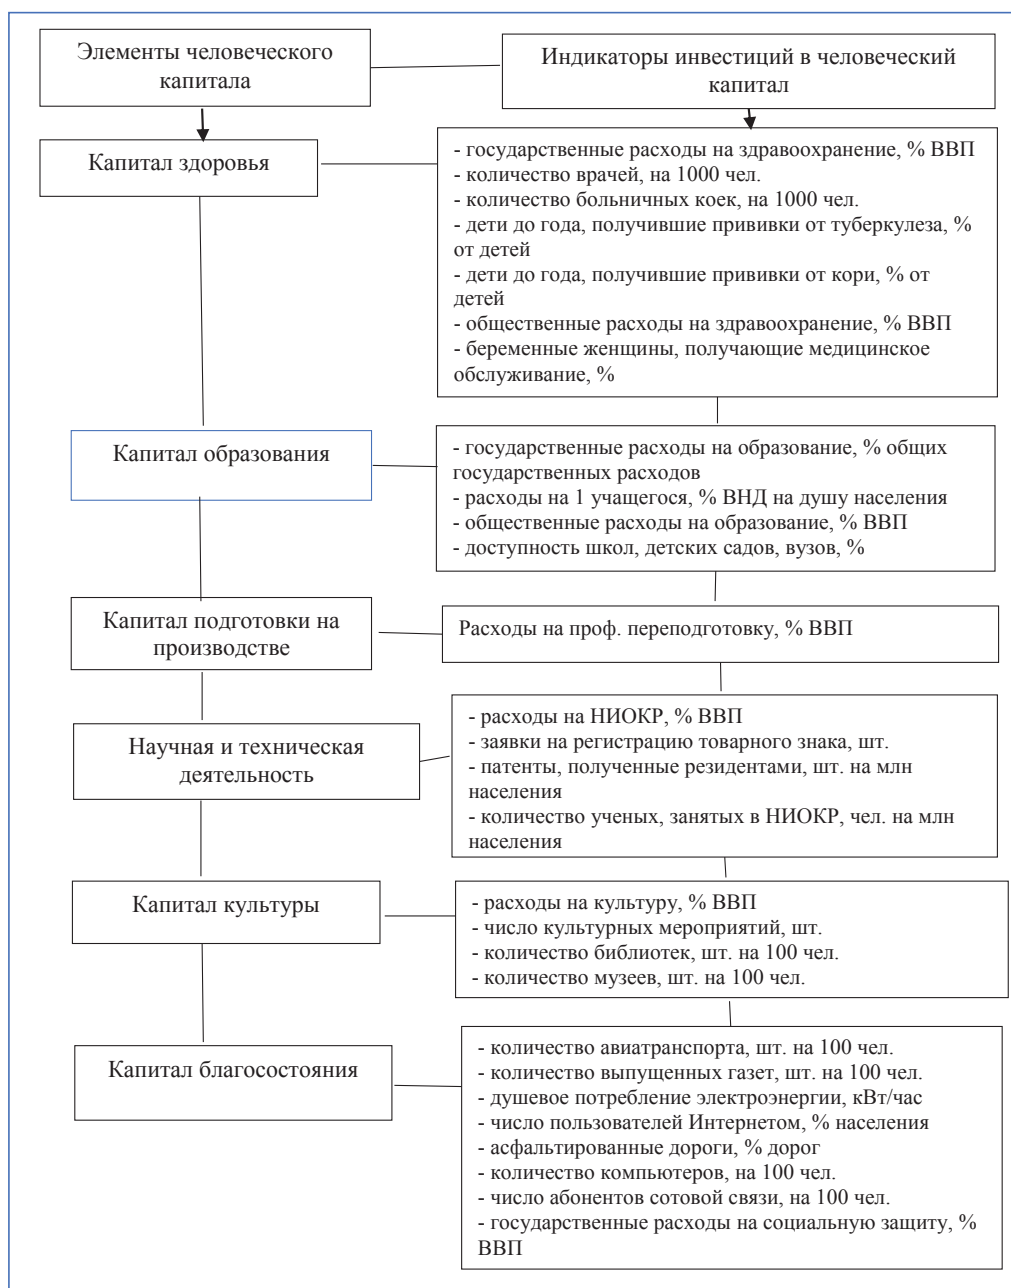 Элементы человеческого
капитала
Индикаторы инвестиций в человеческий
капитал
Капитал здоровья
- государственные расходы на здравоохранение, % ВВП
- количество врачей, на 1000 чел.
- количество больничных коек, на 1000 чел.
- дети до года, получившие прививки от туберкулеза, %
от детей
- дети до года, получившие прививки от кори, % от
детей
- общественные расходы на здравоохранение, % ВВП
- беременные женщины, получающие медицинское
обслуживание, %
Капитал образования
- государственные расходы на образование, % общих
государственных расходов
- расходы на 1 учащегося, % ВНД на душу населения
- общественные расходы на образование, % ВВП
- доступность школ, детских садов, вузов, %
Капитал подготовки на
производстве
Расходы на проф. переподготовку, % ВВП
Научная и техническая
деятельность
- расходы на НИОКР, % ВВП
- заявки на регистрацию товарного знака, шт.
- патенты, полученные резидентами, шт. на млн
населения
- количество ученых, занятых в НИОКР, чел. на млн
населения
Капитал культуры
- расходы на культуру, % ВВП
- число культурных мероприятий, шт.
- количество библиотек, шт. на 100 чел.
- количество музеев, шт. на 100 чел.
Капитал благосостояния
- количество авиатранспорта, шт. на 100 чел.
- количество выпущенных газет, шт. на 100 чел.
- душевое потребление электроэнергии, кВт/час
- число пользователей Интернетом, % населения
- асфальтированные дороги, % дорог
- количество компьютеров, на 100 чел.
- число абонентов сотовой связи, на 100 чел.
- государственные расходы на социальную защиту, %
ВВП